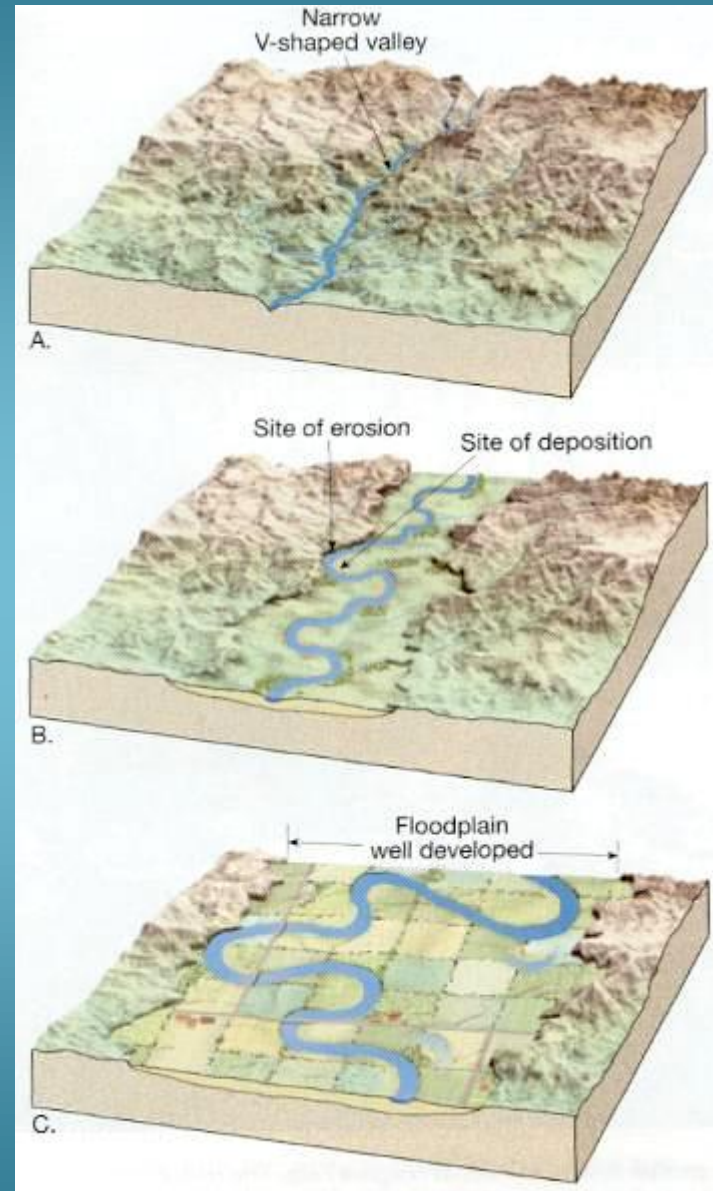 Narrow
V-shaped valley
A.
Site of erosion
Site of deposition
B.
Floodplain
well developed
C.